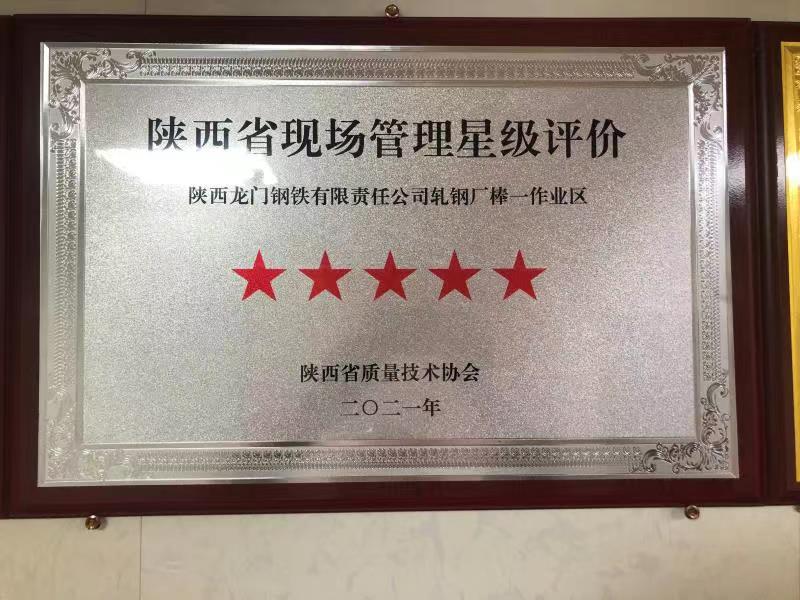 陕西省现场管理星级评价
陕西龙门钢铁有限责任公司轧钢厂棒一作业区
陕西省质量技术协会
二〇二一年